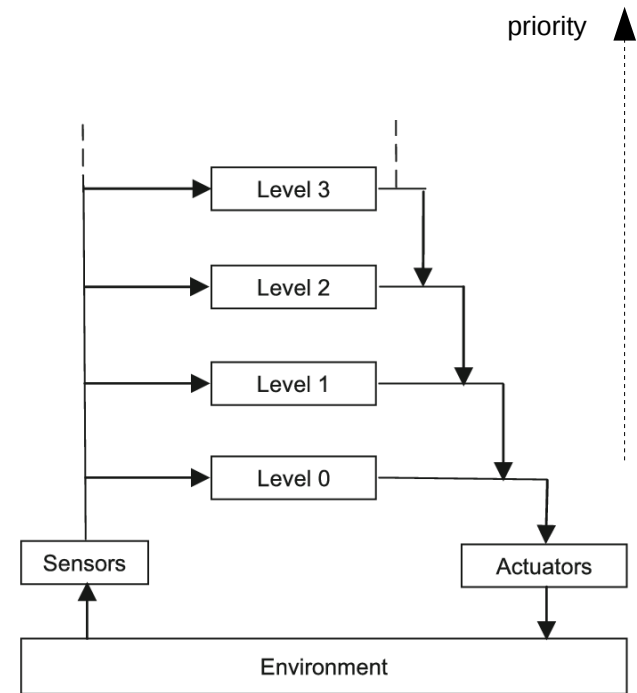 priority
Level 3
Level 2
Level 1
Level 0
Sensors
Actuators
Environment